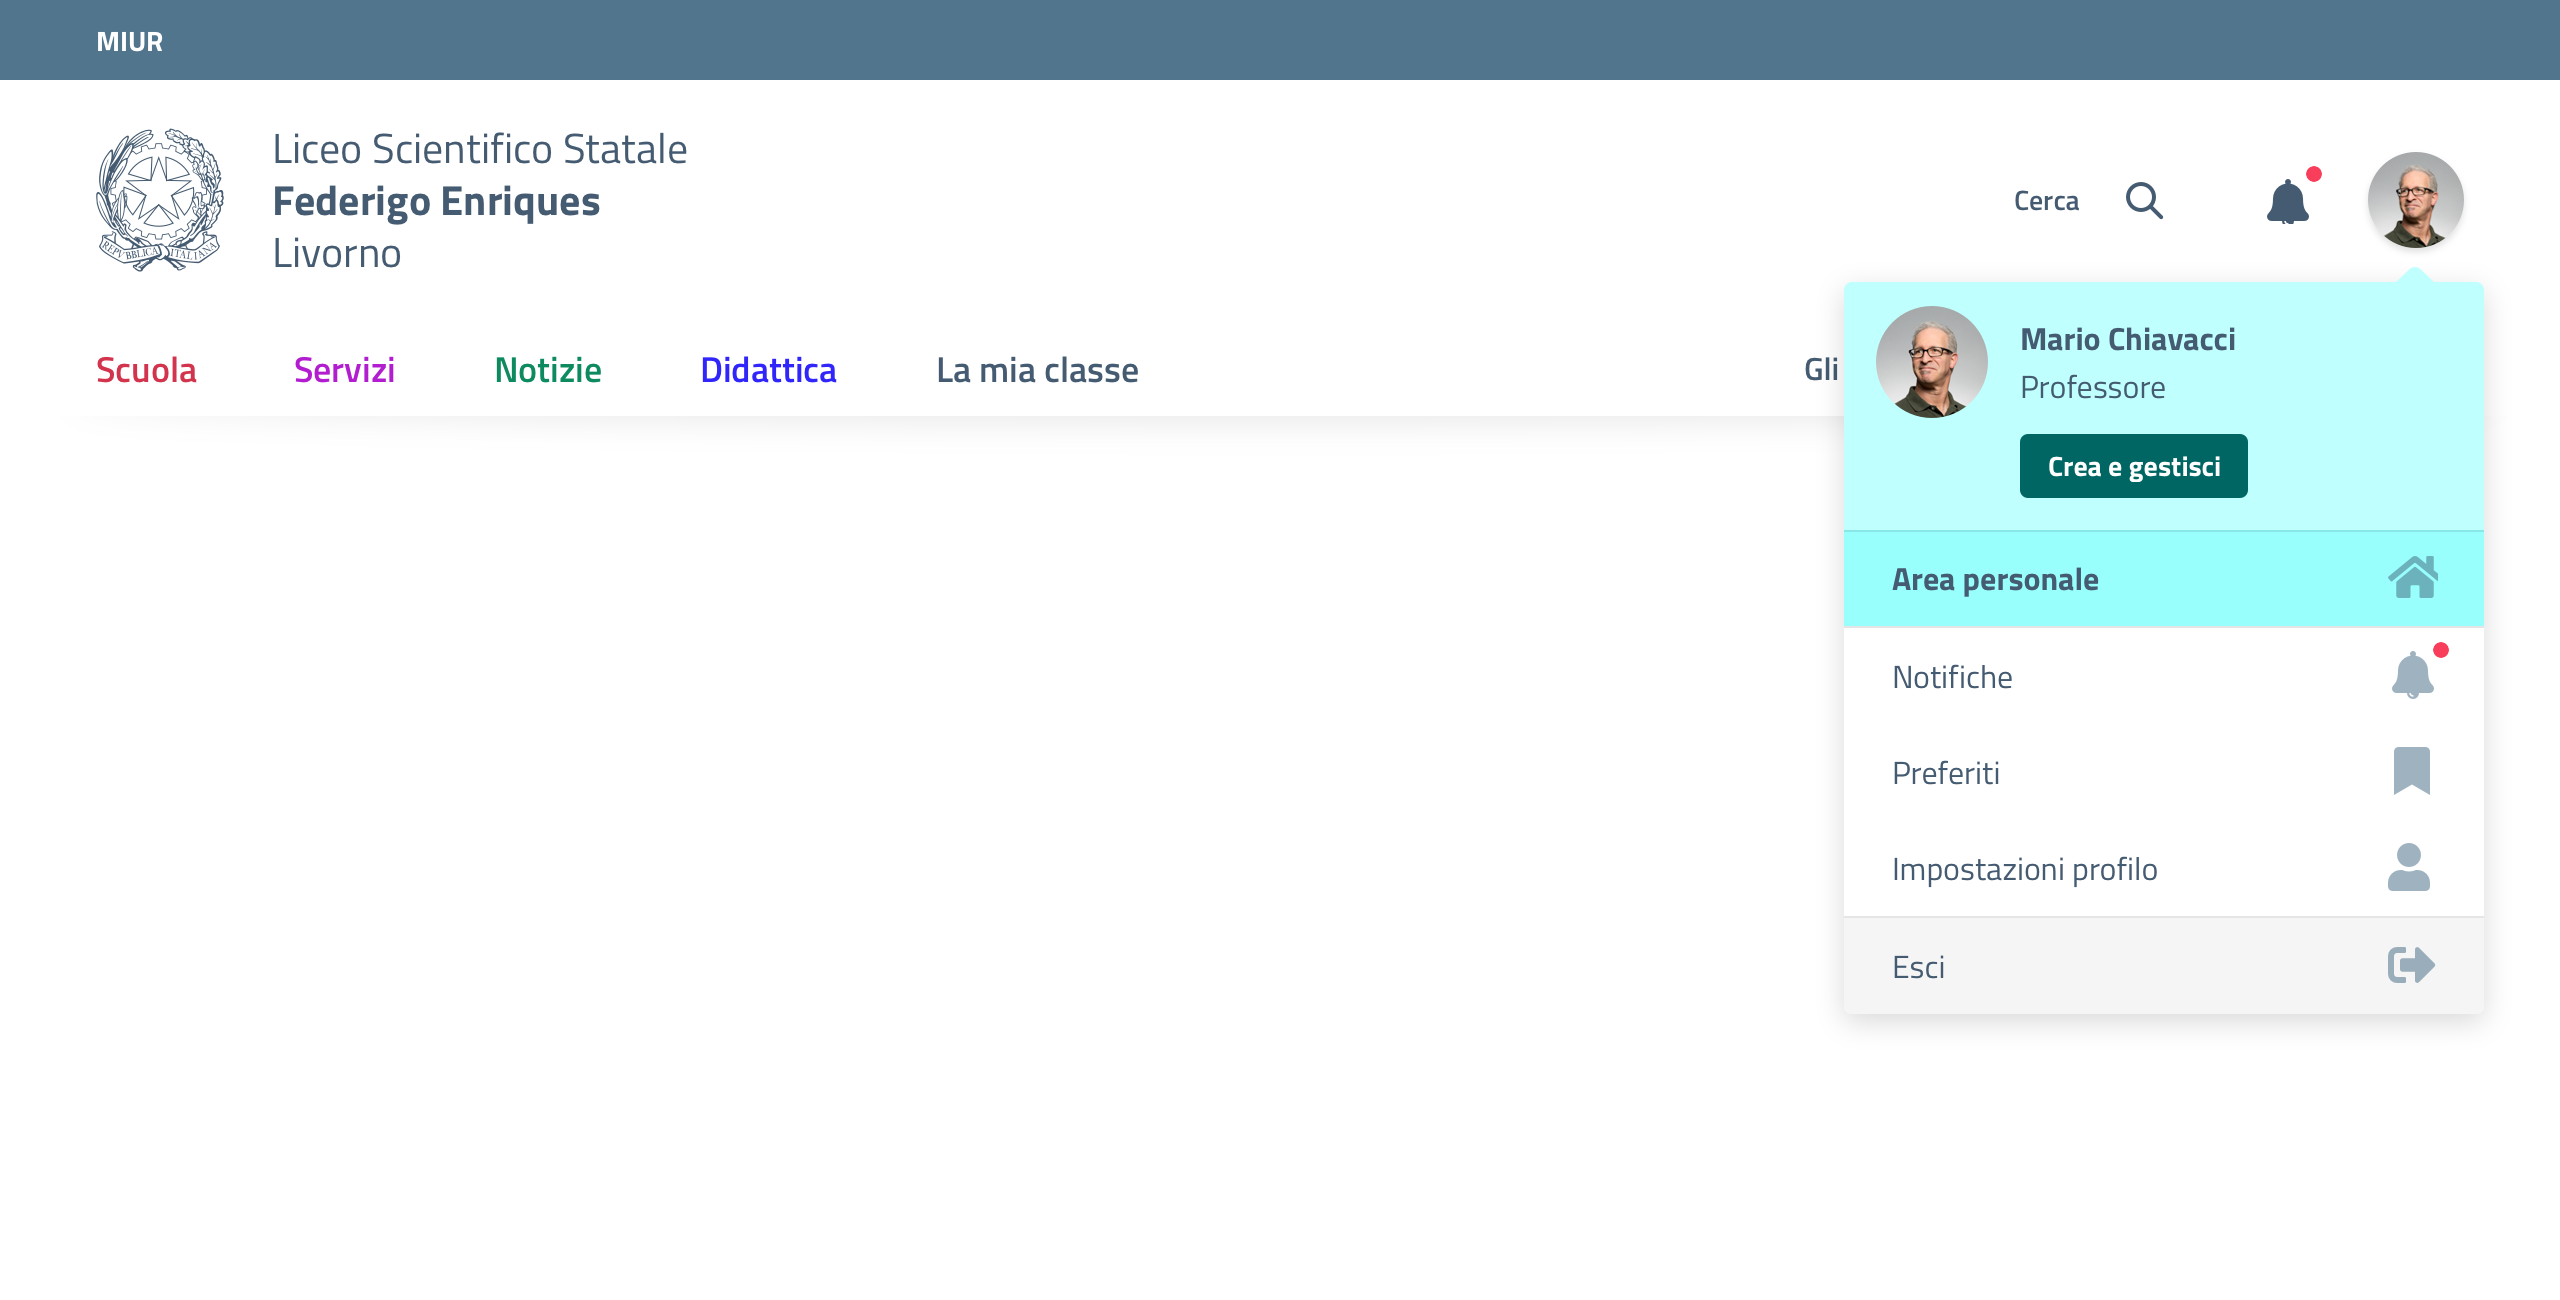 MIUR
REPVBBLICA ITALIANA
Liceo Scientifico Statale
Federigo Enriques
Livorno
Cerca
Scuola
Servizi
Notizie
Didattica
La mia classe
Gli
Mario Chiavacci
Professore
Crea e gestisci
Area personale
Notifiche
Preferiti
Impostazioni profilo
Esci